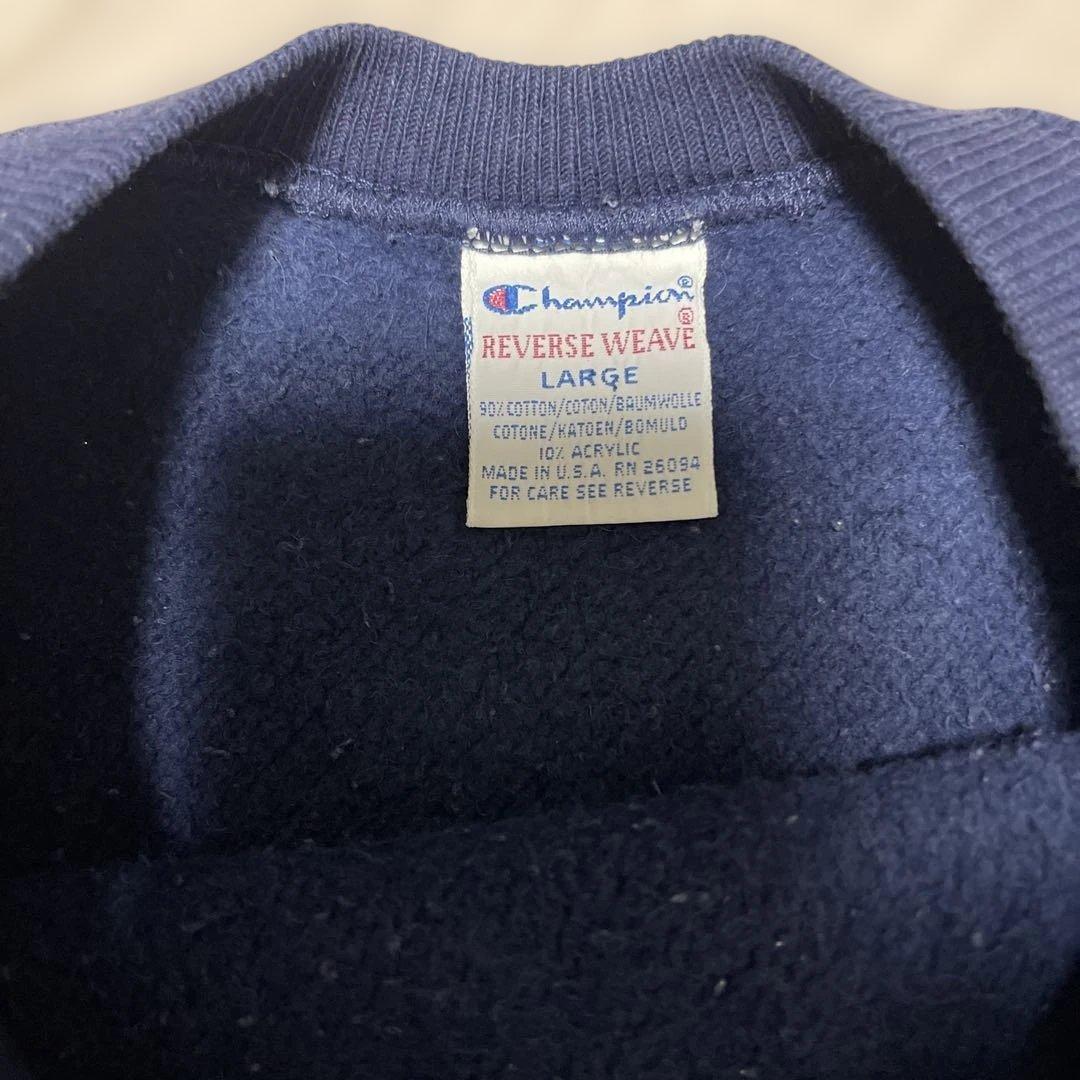 Champion®
REVERSE WEAVE®
LARGE
90% COTTON/COTON/BAUMWOLLE
COTONE/KATOEN/BOMULD
10% ACRYLIC
MADE IN U.S.A. RN 26094
FOR CARE SEE REVERSE